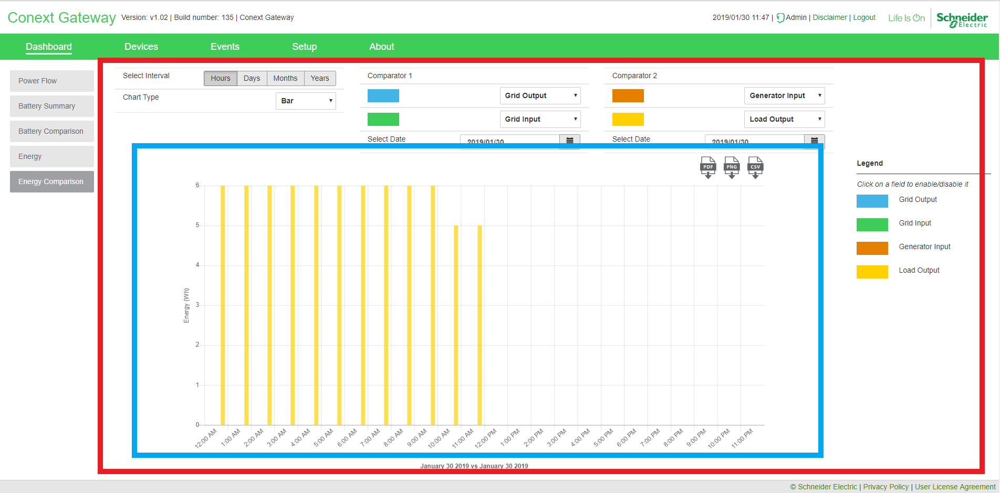 Conext Gateway Version: v1.02 | Build number: 135 | Conext Gateway
2019/01/30 11:47 | Admin | Disclaimer | Logout
Life Is On
Schneider
Electric
Dashboard Devices Events Setup About
Power Flow
Battery Summary
Battery Comparison
Energy
Energy Comparison
Select Interval Hours Days Months Years
Chart Type Bar
Comparator 1
Grid Output
Grid Input
Select Date 2019/01/30
Comparator 2
Generator Input
Load Output
Select Date 2019/01/30
PDF PNG CSV
6
5
4
3
2
1
0
Energy (Wh)
12:00 AM 1:00 AM 2:00 AM 3:00 AM 4:00 AM 5:00 AM 6:00 AM 7:00 AM 8:00 AM 9:00 AM 10:00 AM 11:00 AM 12:00 PM 1:00 PM 2:00 PM 3:00 PM 4:00 PM 5:00 PM 6:00 PM 7:00 PM 8:00 PM 9:00 PM 10:00 PM 11:00 PM
January 30 2019 vs January 30 2019
Legend
Click on a field to enable/disable it
Grid Output
Grid Input
Generator Input
Load Output
© Schneider Electric | Privacy Policy | User License Agreement